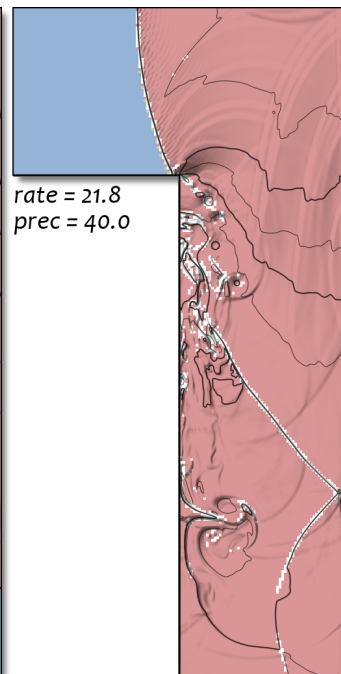 rate = 21.8
prec = 40.0